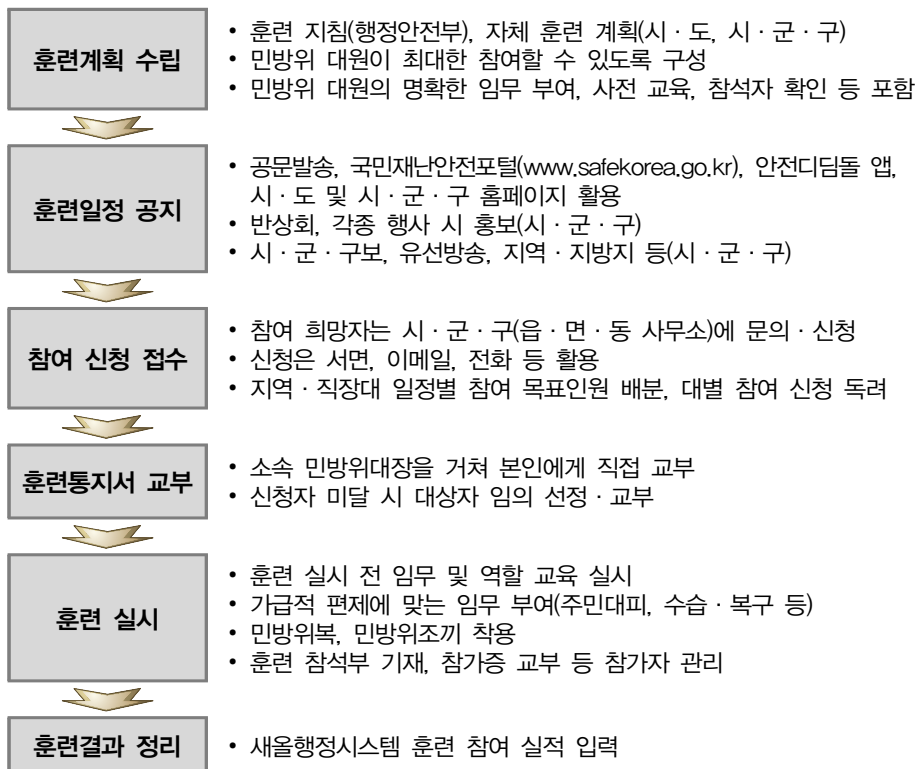 훈련계획 수립
• 훈련 지침(행정안전부), 자체 훈련 계획(시·도, 시·군·구)
• 민방위 대원이 최대한 참여할 수 있도록 구성
• 민방위 대원의 명확한 임무 부여, 사전 교육, 참석자 확인 등 포함
훈련일정 공지
• 공문발송, 국민재난안전포털(www.safekorea.go.kr), 안전디딤돌 앱,
시·도 및 시·군·구 홈페이지 활용
• 반상회, 각종 행사 시 홍보(시·군·구)
• 시·군·구보, 유선방송, 지역·지방지 등(시·군·구)
참여 신청 접수
• 참여 희망자는 시·군·구(읍·면·동 사무소)에 문의·신청
• 신청은 서면, 이메일, 전화 등 활용
• 지역·직장대 일정별 참여 목표인원 배분, 대별 참여 신청 독려
훈련통지서 교부
• 소속 민방위대장을 거쳐 본인에게 직접 교부
• 신청자 미달 시 대상자 임의 선정·교부
훈련 실시
• 훈련 실시 전 임무 및 역할 교육 실시
• 가급적 편제에 맞는 임무 부여(주민대피, 수습·복구 등)
• 민방위복, 민방위조끼 착용
• 훈련 참석부 기재, 참가증 교부 등 참가자 관리
훈련결과 정리
• 새올행정시스템 훈련 참여 실적 입력